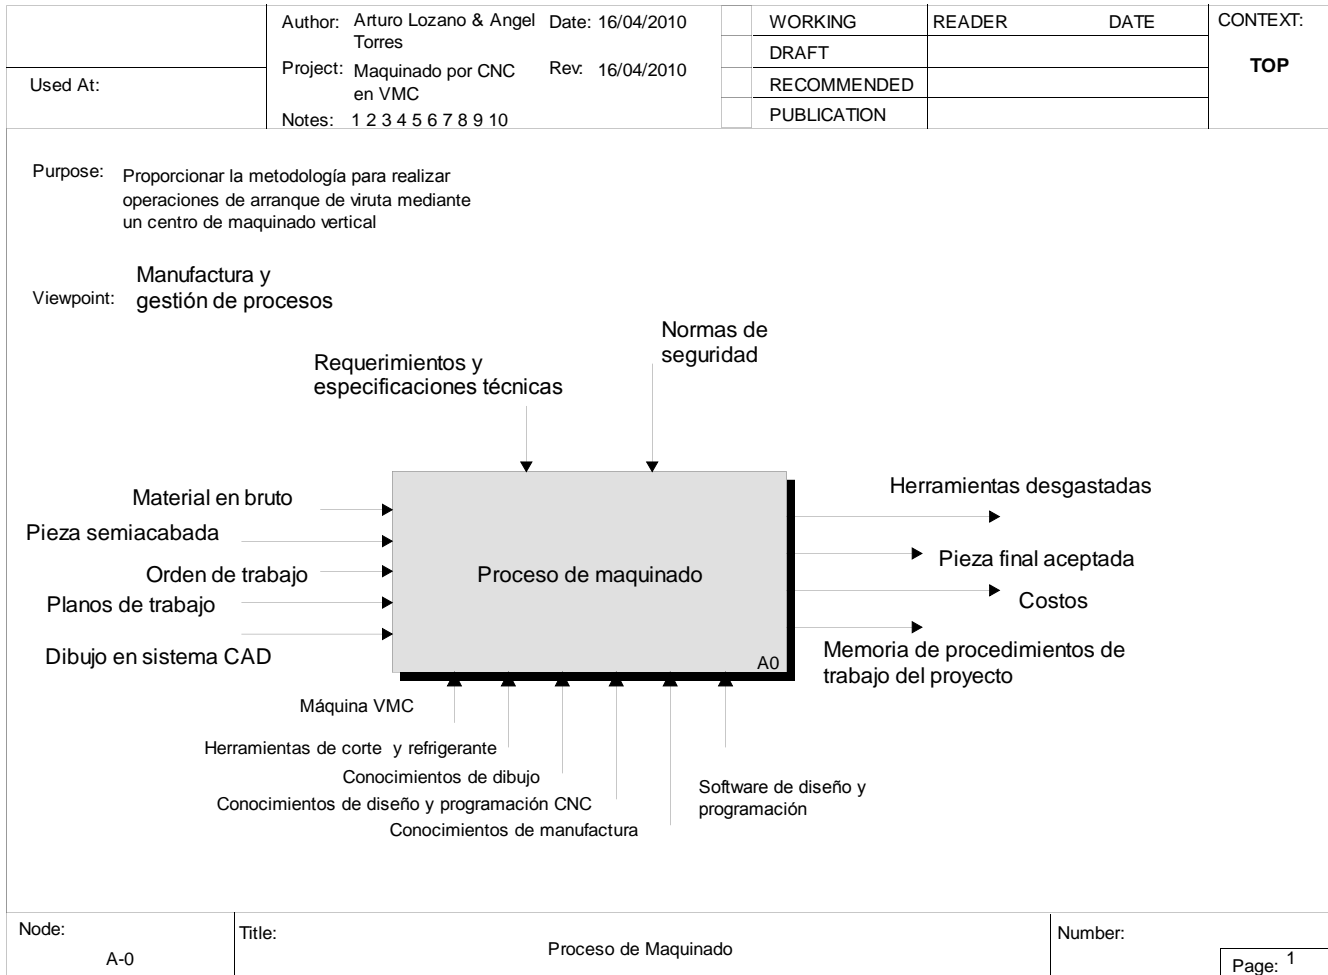 Used At:
Author: Arturo Lozano & Angel Torres
Date: 16/04/2010
Project: Maquinado por CNC en VMC
Rev: 16/04/2010
Notes: 1 2 3 4 5 6 7 8 9 10
WORKING
DRAFT
RECOMMENDED
PUBLICATION
READER
DATE
CONTEXT:
TOP
Purpose: Proporcionar la metodología para realizar
operaciones de arranque de viruta mediante
un centro de maquinado vertical
Viewpoint: Manufactura y
gestión de procesos
Normas de
seguridad
Requerimientos y
especificaciones técnicas
Material en bruto
Pieza semiacabada
Orden de trabajo
Planos de trabajo
Dibujo en sistema CAD
Proceso de maquinado
A0
Herramientas desgastadas
Pieza final aceptada
Costos
Memoria de procedimientos de
trabajo del proyecto
Máquina VMC
Herramientas de corte y refrigerante
Conocimientos de dibujo
Conocimientos de diseño y programación CNC
Conocimientos de manufactura
Software de diseño y
programación
Node:
A-0
Title:
Proceso de Maquinado
Number:
Page: 1